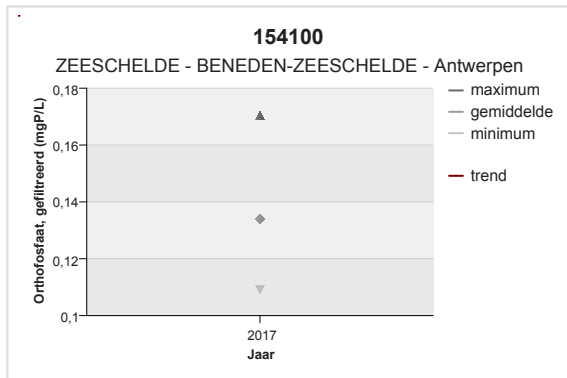 154100
ZEESCHELDE - BENEDEN-ZEESCHELDE - Antwerpen
Orthofosfaat, gefiltreerd (mgP/L)
0,18
0,16
0,14
0,12
0,1
2017
Jaar
maximum
gemiddelde
minimum
trend